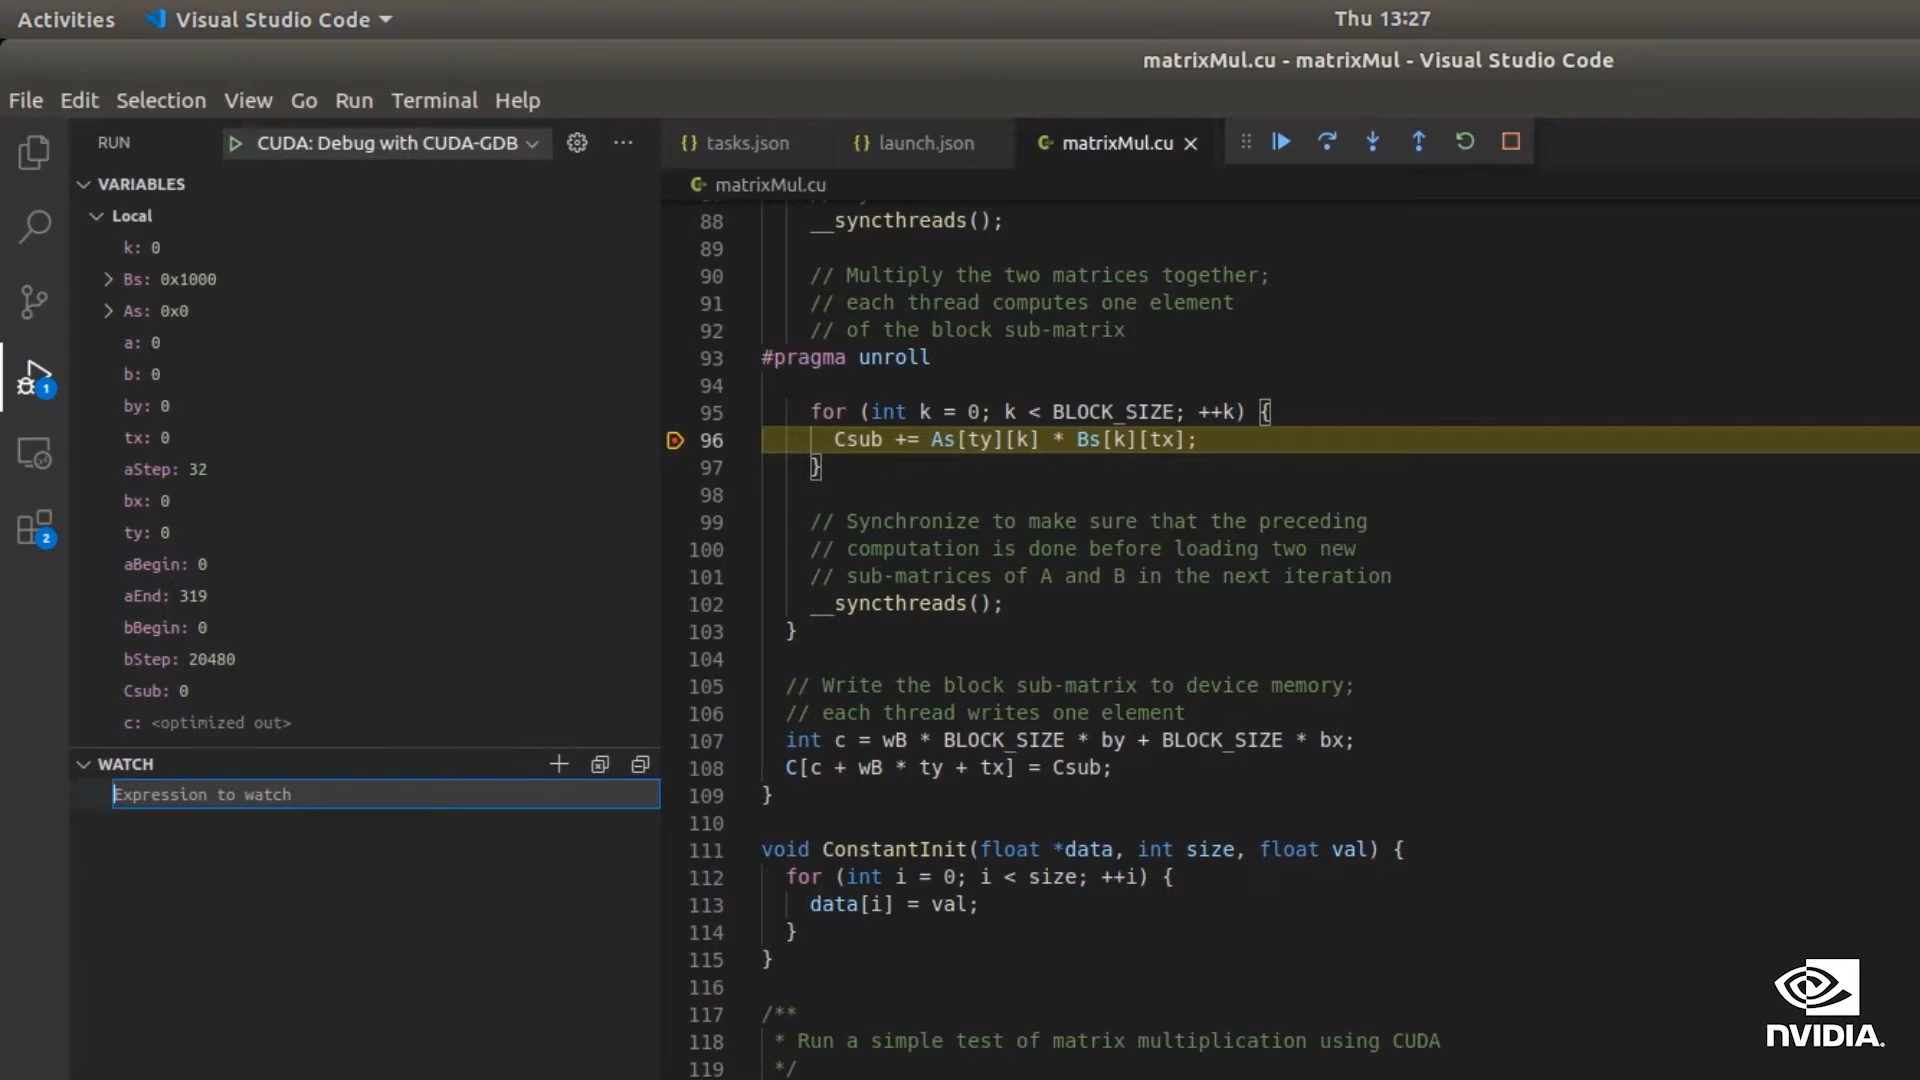 Activities
Visual Studio Code
Thu 13:27
matrixMul.cu - matrixMul - Visual Studio Code
File Edit Selection View Go Run Terminal Help
RUN
CUDA: Debug with CUDA-GDB
VARIABLES
Local
k: 0
Bs: 0x1000
As: 0x0
a: 0
b: 0
by: 0
tx: 0
aStep: 32
bx: 0
ty: 0
aBegin: 0
aEnd: 319
bBegin: 0
bStep: 20480
Csub: 0
c: <optimized out>
WATCH
Expression to watch
1
2
{} tasks.json
{} launch.json
matrixMul.cu
matrixMul.cu
88 __syncthreads();
89
90 // Multiply the two matrices together;
91 // each thread computes one element
92 // of the block sub-matrix
93 #pragma unroll
94
95 for (int k = 0; k < BLOCK_SIZE; ++k) {
96 Csub += As[ty][k] * Bs[k][tx];
97 }
98
99 // Synchronize to make sure that the preceding
100 // computation is done before loading two new
101 // sub-matrices of A and B in the next iteration
102 __syncthreads();
103 }
104
105 // Write the block sub-matrix to device memory;
106 // each thread writes one element
107 int c = wB * BLOCK_SIZE * by + BLOCK_SIZE * bx;
108 C[c + wB * ty + tx] = Csub;
109 }
110
111 void ConstantInit(float *data, int size, float val) {
112 for (int i = 0; i < size; ++i) {
113 data[i] = val;
114 }
115 }
116
117 /**
118 * Run a simple test of matrix multiplication using CUDA
119 */
NVIDIA.